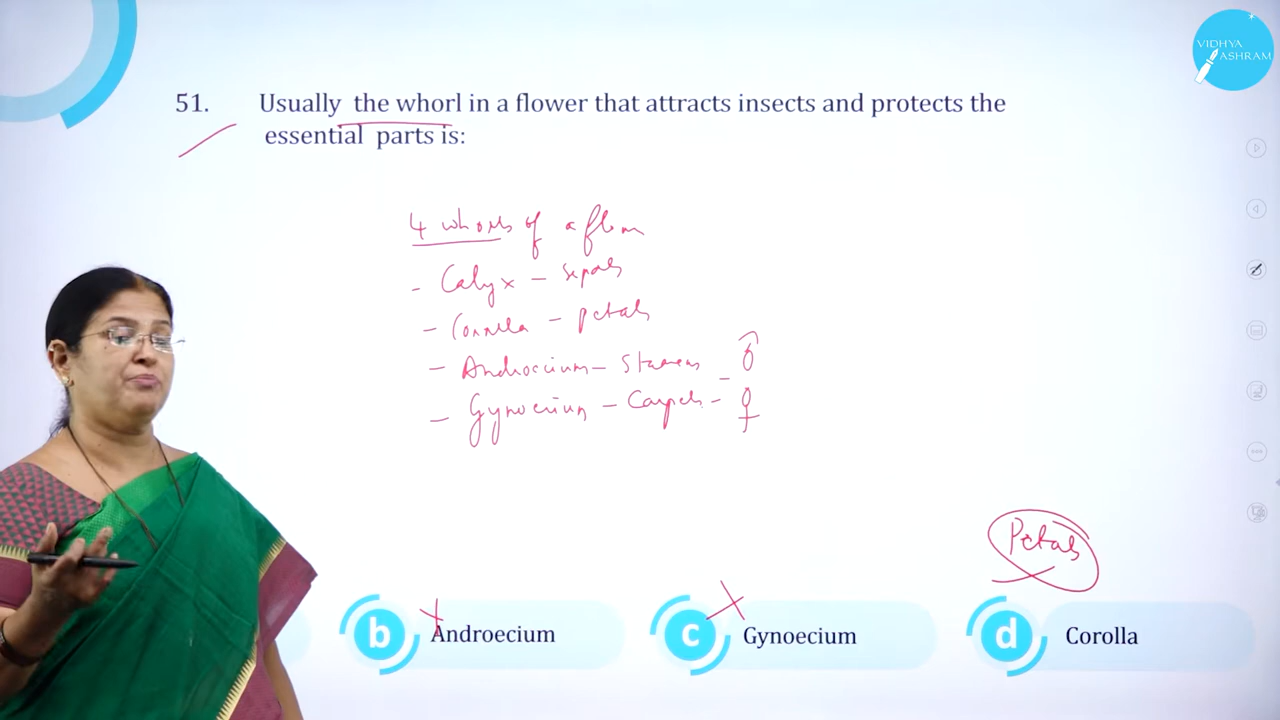 VIDHYA
ASHRAM
51. Usually the whorl in a flower that attracts insects and protects the
essential parts is:
4 whorls of a flower
- Calyx - sepals
- Corolla - petals
- Androecium - Stamens - ♂
- Gynoecium - Carpels - ♀
Petals
b Androecium
c Gynoecium
d Corolla